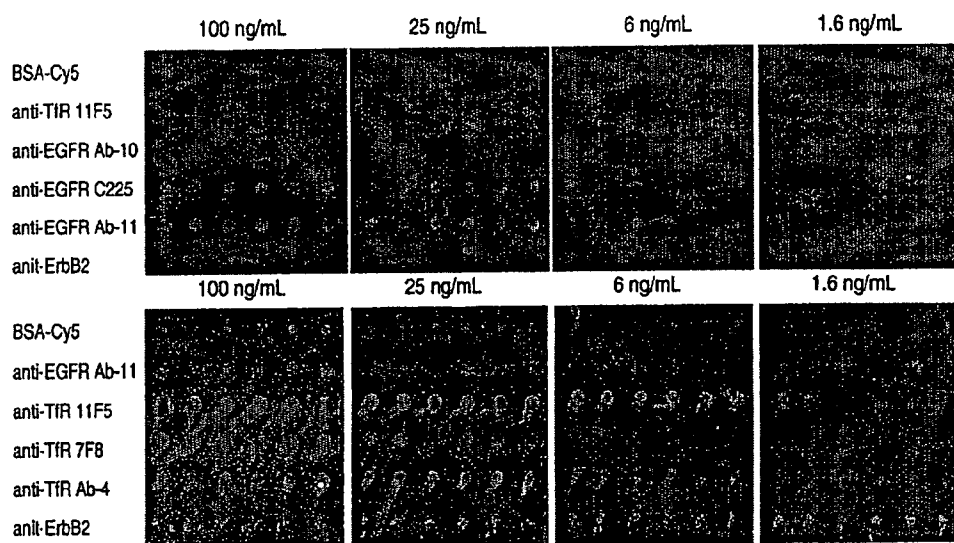 100 ng/mL 25 ng/mL 6 ng/mL 1.6 ng/mL
BSA-Cy5
anti-TfR 11F5
anti-EGFR Ab-10
anti-EGFR C225
anti-EGFR Ab-11
anit-ErbB2
100 ng/mL 25 ng/mL 6 ng/mL 1.6 ng/mL
BSA-Cy5
anti-EGFR Ab-11
anti-TfR 11F5
anti-TfR 7F8
anti-TfR Ab-4
anit-ErbB2